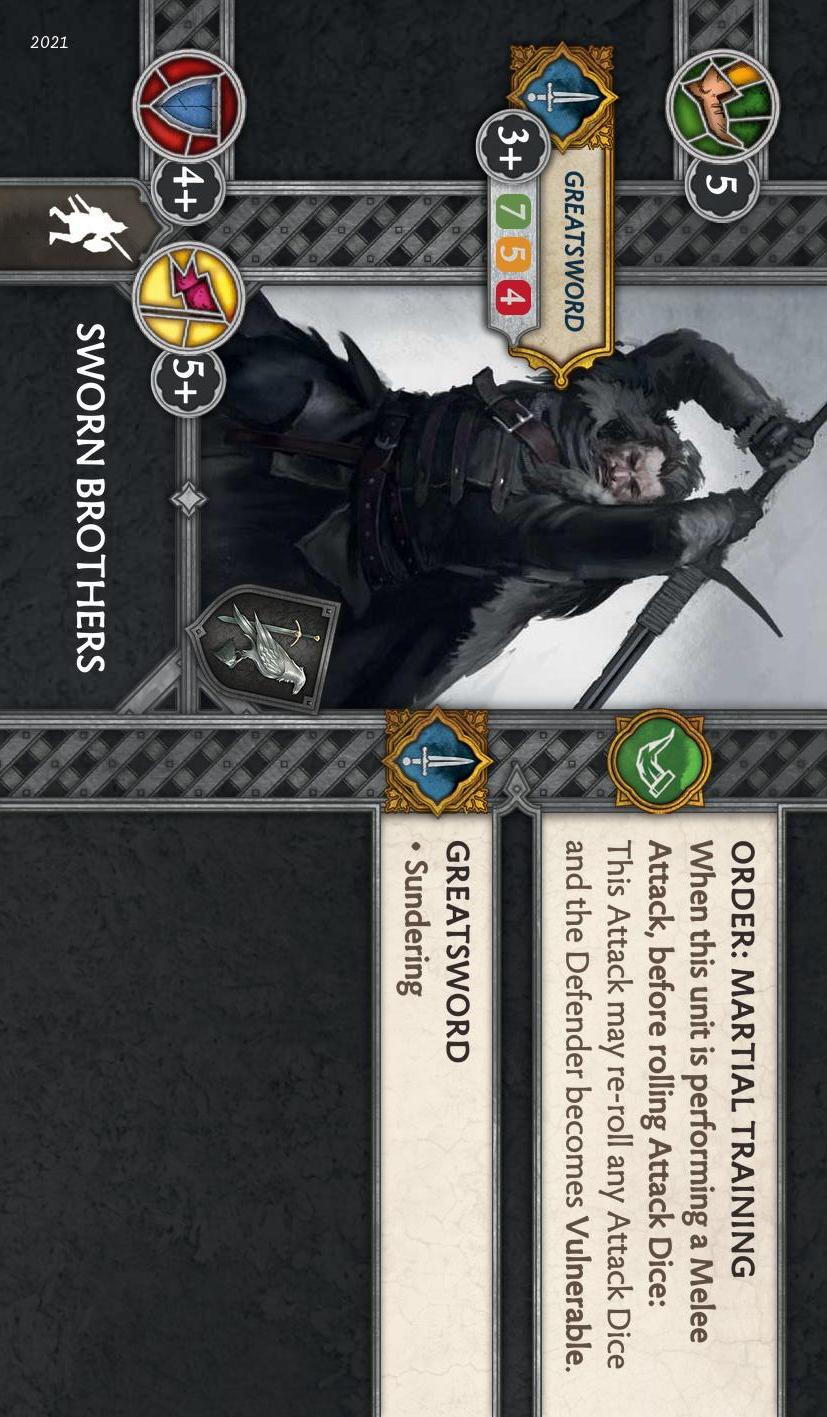 5
GREATSWORD
3+
7 5 4
4+
5+
SWORN BROTHERS
ORDER: MARTIAL TRAINING
When this unit is performing a Melee
Attack, before rolling Attack Dice:
This Attack may re-roll any Attack Dice
and the Defender becomes Vulnerable.
GREATSWORD
• Sundering
2021